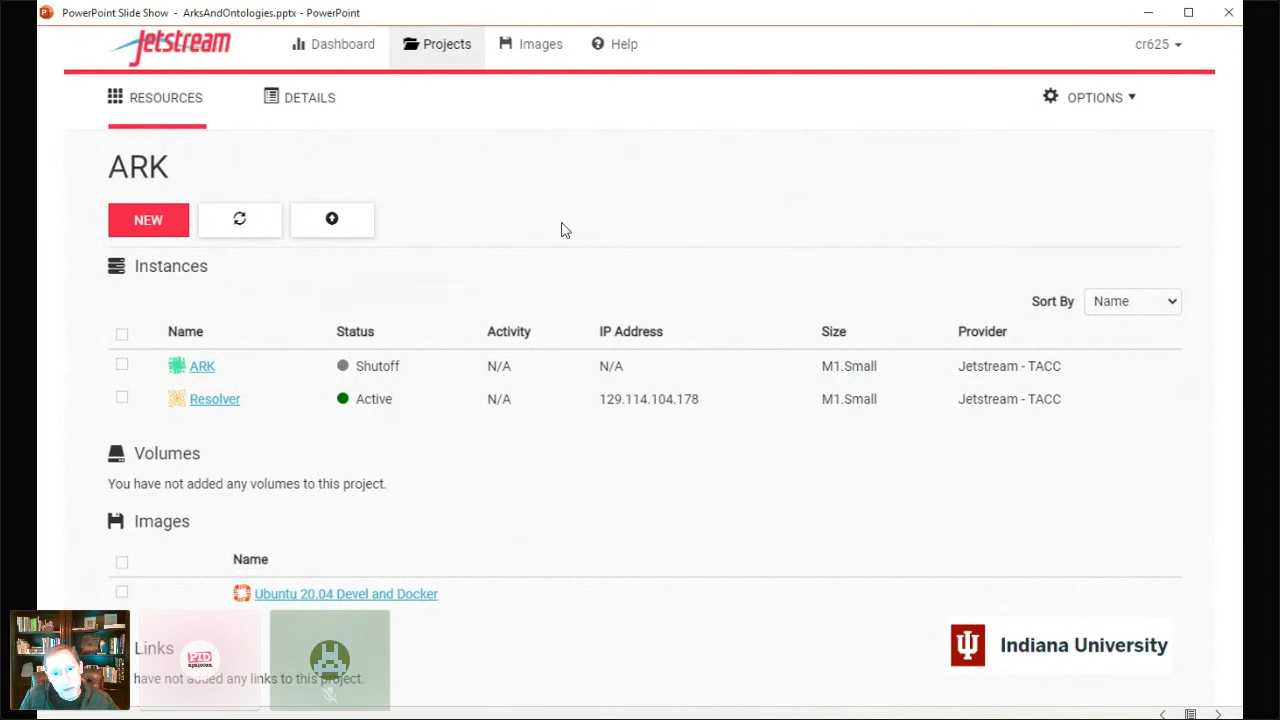 PowerPoint Slide Show - ArksAndOntologies.pptx - PowerPoint
Jetstream Dashboard Projects Images Help cr625
RESOURCES DETAILS OPTIONS
ARK
NEW
Instances
Sort By Name
Name Status Activity IP Address Size Provider
ARK Shutoff N/A N/A M1.Small Jetstream - TACC
Resolver Active N/A 129.114.104.178 M1.Small Jetstream - TACC
Volumes
You have not added any volumes to this project.
Images
Name
Ubuntu 20.04 Devel and Docker
Links
have not added any links to this project.
PID
Indiana University